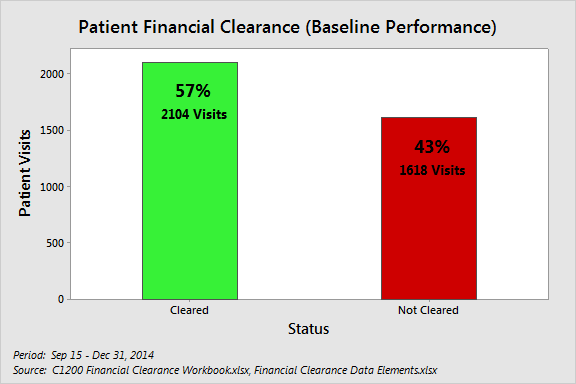 Patient Financial Clearance (Baseline Performance)
Patient Visits
2000
1500
1000
500
0
57%
2104 Visits
43%
1618 Visits
Cleared
Not Cleared
Status
Period: Sep 15 - Dec 31, 2014
Source: C1200 Financial Clearance Workbook.xlsx, Financial Clearance Data Elements.xlsx